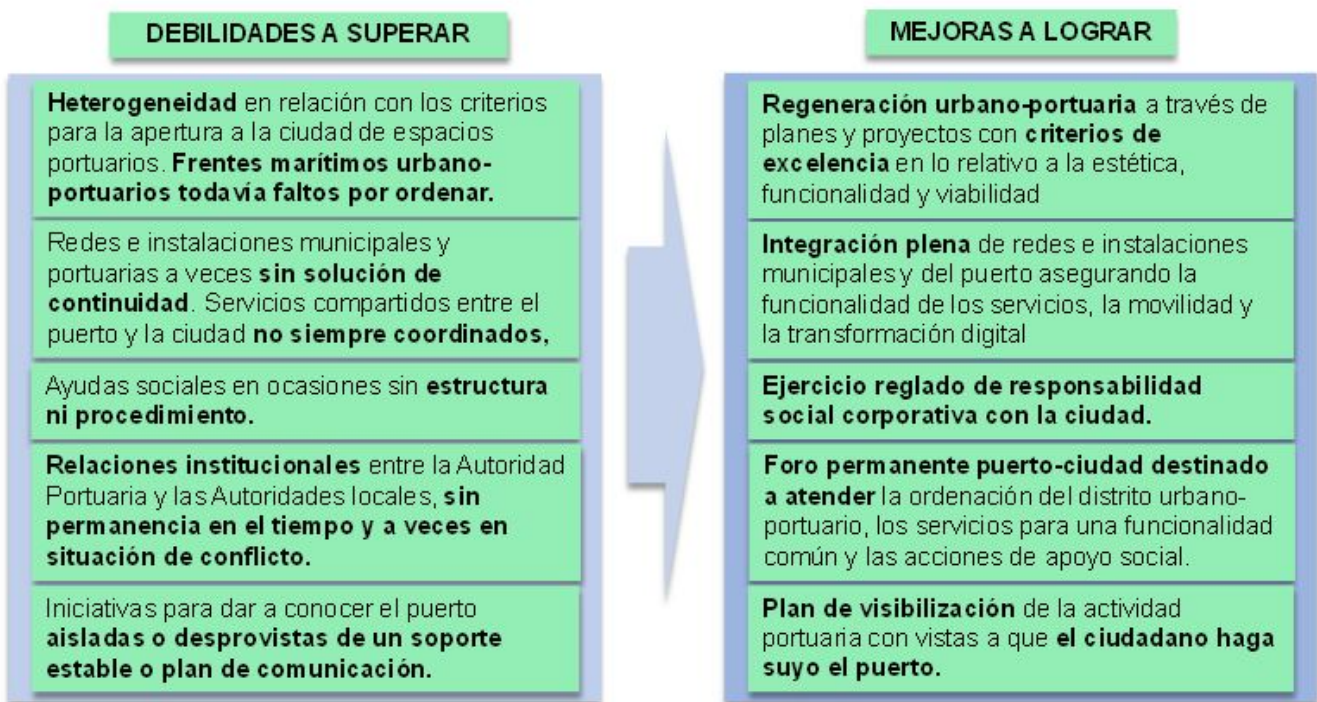 DEBILIDADES A SUPERAR
Heterogeneidad en relación con los criterios
para la apertura a la ciudad de espacios
portuarios. Frentes marítimos urbano-
portuarios todavía faltos por ordenar.
Redes e instalaciones municipales y
portuarias a veces sin solución de
continuidad. Servicios compartidos entre el
puerto y la ciudad no siempre coordinados,
Ayudas sociales en ocasiones sin estructura
ni procedimiento.
Relaciones institucionales entre la Autoridad
Portuaria y las Autoridades locales, sin
permanencia en el tiempo y a veces en
situación de conflicto.
Iniciativas para dar a conocer el puerto
aisladas o desprovistas de un soporte
estable o plan de comunicación.
MEJORAS A LOGRAR
Regeneración urbano-portuaria a través de
planes y proyectos con criterios de
excelencia en lo relativo a la estética,
funcionalidad y viabilidad
Integración plena de redes e instalaciones
municipales y del puerto asegurando la
funcionalidad de los servicios, la movilidad y
la transformación digital
Ejercicio reglado de responsabilidad
social corporativa con la ciudad.
Foro permanente puerto-ciudad destinado
a atender la ordenación del distrito urbano-
portuario, los servicios para una funcionalidad
común y las acciones de apoyo social.
Plan de visibilización de la actividad
portuaria con vistas a que el ciudadano haga
suyo el puerto.